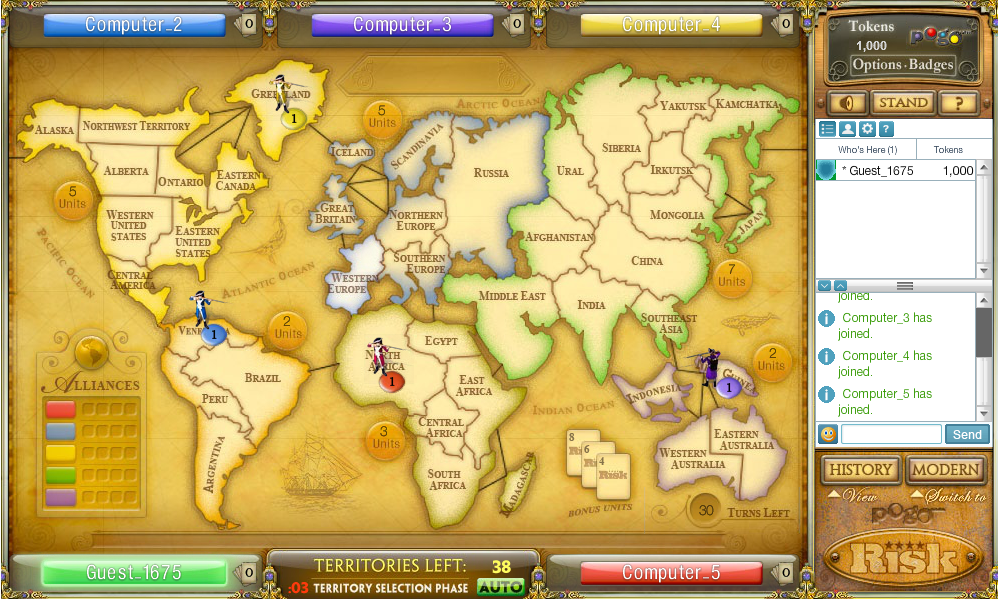 Computer_2
0
Computer_3
0
Computer_4
0
Tokens
1,000
pogo.com
Options · Badges
STAND
?
?
Who's Here (1)
Tokens
* Guest_1675
1,000
joined.
Computer_3 has
joined.
Computer_4 has
joined.
Computer_5 has
joined.
Send
HISTORY
MODERN
View
Switch to
pogo
Risk
ALASKA
NORTHWEST TERRITORY
GREENLAND
1
ALBERTA
ONTARIO
EASTERN
CANADA
5
Units
WESTERN
UNITED
STATES
EASTERN
UNITED
STATES
CENTRAL
AMERICA
PACIFIC OCEAN
ATLANTIC OCEAN
ARCTIC OCEAN
5
Units
ICELAND
SCANDINAVIA
GREAT
BRITAIN
NORTHERN
EUROPE
RUSSIA
WESTERN
EUROPE
SOUTHERN
EUROPE
URAL
SIBERIA
YAKUTSK
KAMCHATKA
IRKUTSK
MONGOLIA
JAPAN
AFGHANISTAN
CHINA
7
Units
MIDDLE EAST
INDIA
SOUTHEAST
ASIA
1
2
Units
BRAZIL
PERU
ARGENTINA
NORTH
AFRICA
1
EGYPT
EAST
AFRICA
CENTRAL
AFRICA
SOUTH
AFRICA
MADAGASCAR
3
Units
INDIAN OCEAN
INDONESIA
1
2
Units
EASTERN
AUSTRALIA
WESTERN
AUSTRALIA
ALLIANCES
8
6
4
Risk
BONUS UNITS
30
TURNS LEFT
Guest_1675
0
TERRITORIES LEFT: 38
:03 TERRITORY SELECTION PHASE AUTO
Computer_5
0